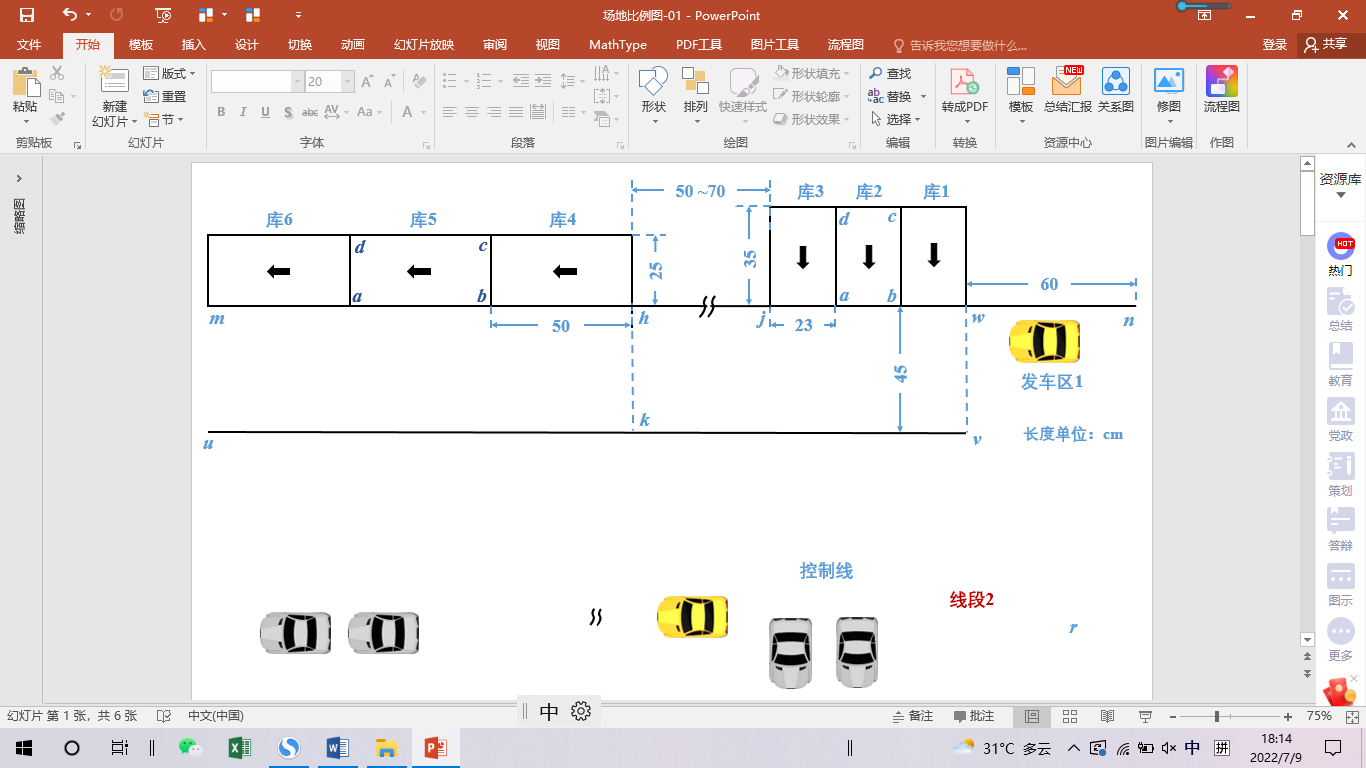 场地比例图-01 - PowerPoint
文件 开始 模板 插入 设计 切换 动画 幻灯片放映 审阅 视图 MathType PDF工具 图片工具 流程图 告诉我您想要做什么... 登录 共享
粘贴
新建
幻灯片
版式
重置
节
20
B I U S abc AV Aa A
形状 排列 快速样式
形状填充
形状轮廓
形状效果
查找
替换
选择
转成PDF
模板 总结汇报 关系图
NEW
修图
流程图
剪贴板 幻灯片 字体 段落 绘图 编辑 转换 资源中心 图片编辑 作图
缩略图
50 ~70
库3 库2 库1
库6 库5 库4
d c
d c
35
25
60
a b
a b
m h j w n
50
23
45
发车区1
k
u v
长度单位：cm
控制线
线段2
r
资源库
HOT
热门
总结
教育
党政
策划
答辩
图示
更多
中
幻灯片 第 1 张，共 6 张 中文(中国) 备注 批注 75%
31°C 多云 中 拼
18:14
2022/7/9